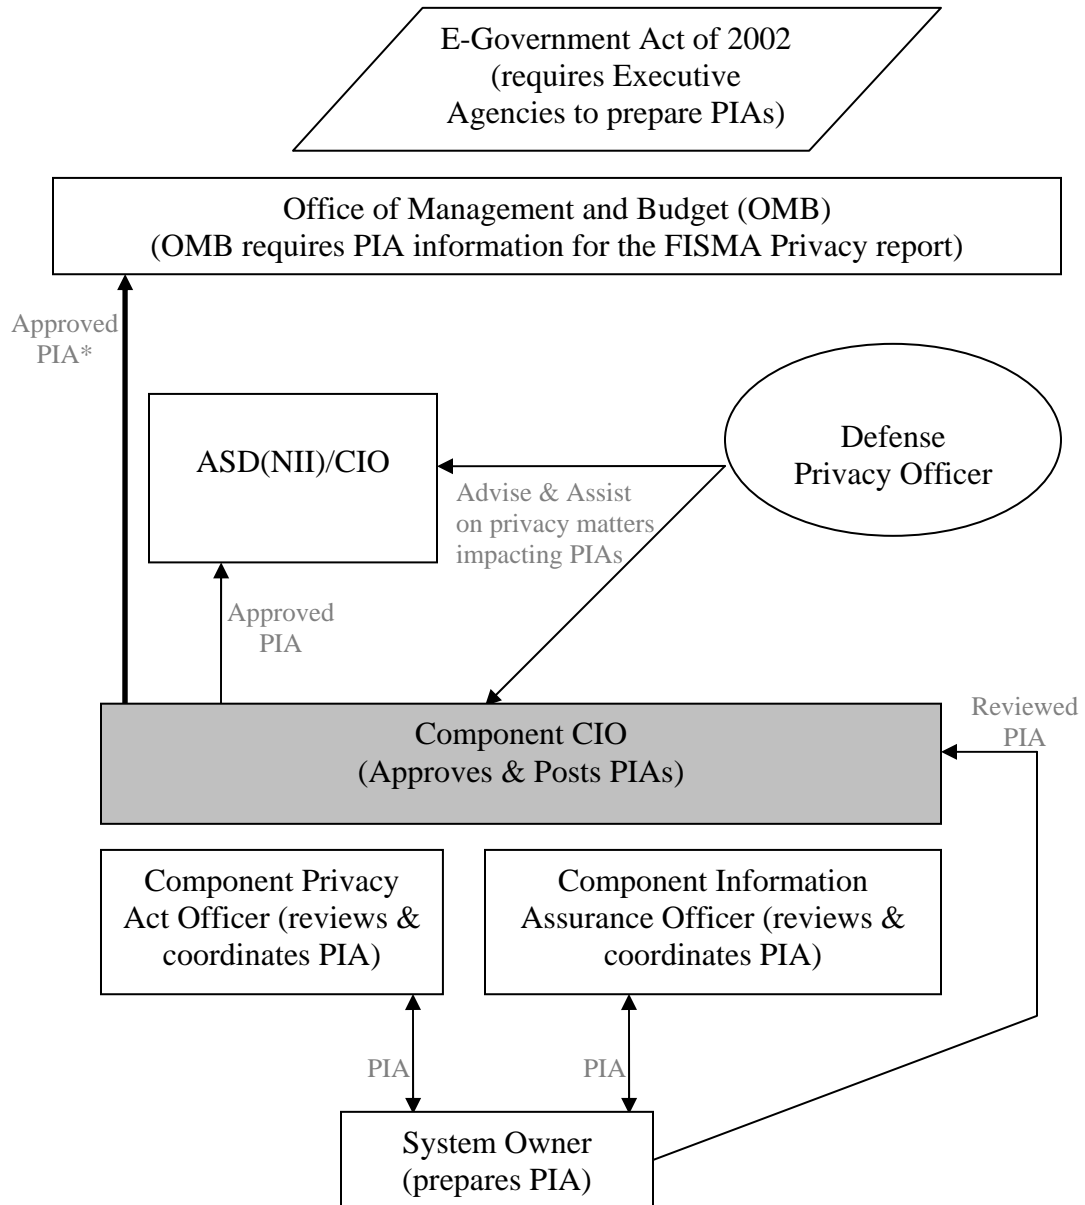 E-Government Act of 2002
(requires Executive
Agencies to prepare PIAs)
Office of Management and Budget (OMB)
(OMB requires PIA information for the FISMA Privacy report)
Approved
PIA*
ASD(NII)/CIO
Defense
Privacy Officer
Advise & Assist
on privacy matters
impacting PIAs
Approved
PIA
Reviewed
PIA
Component CIO
(Approves & Posts PIAs)
Component Privacy
Act Officer (reviews &
coordinates PIA)
Component Information
Assurance Officer (reviews &
coordinates PIA)
PIA
PIA
System Owner
(prepares PIA)